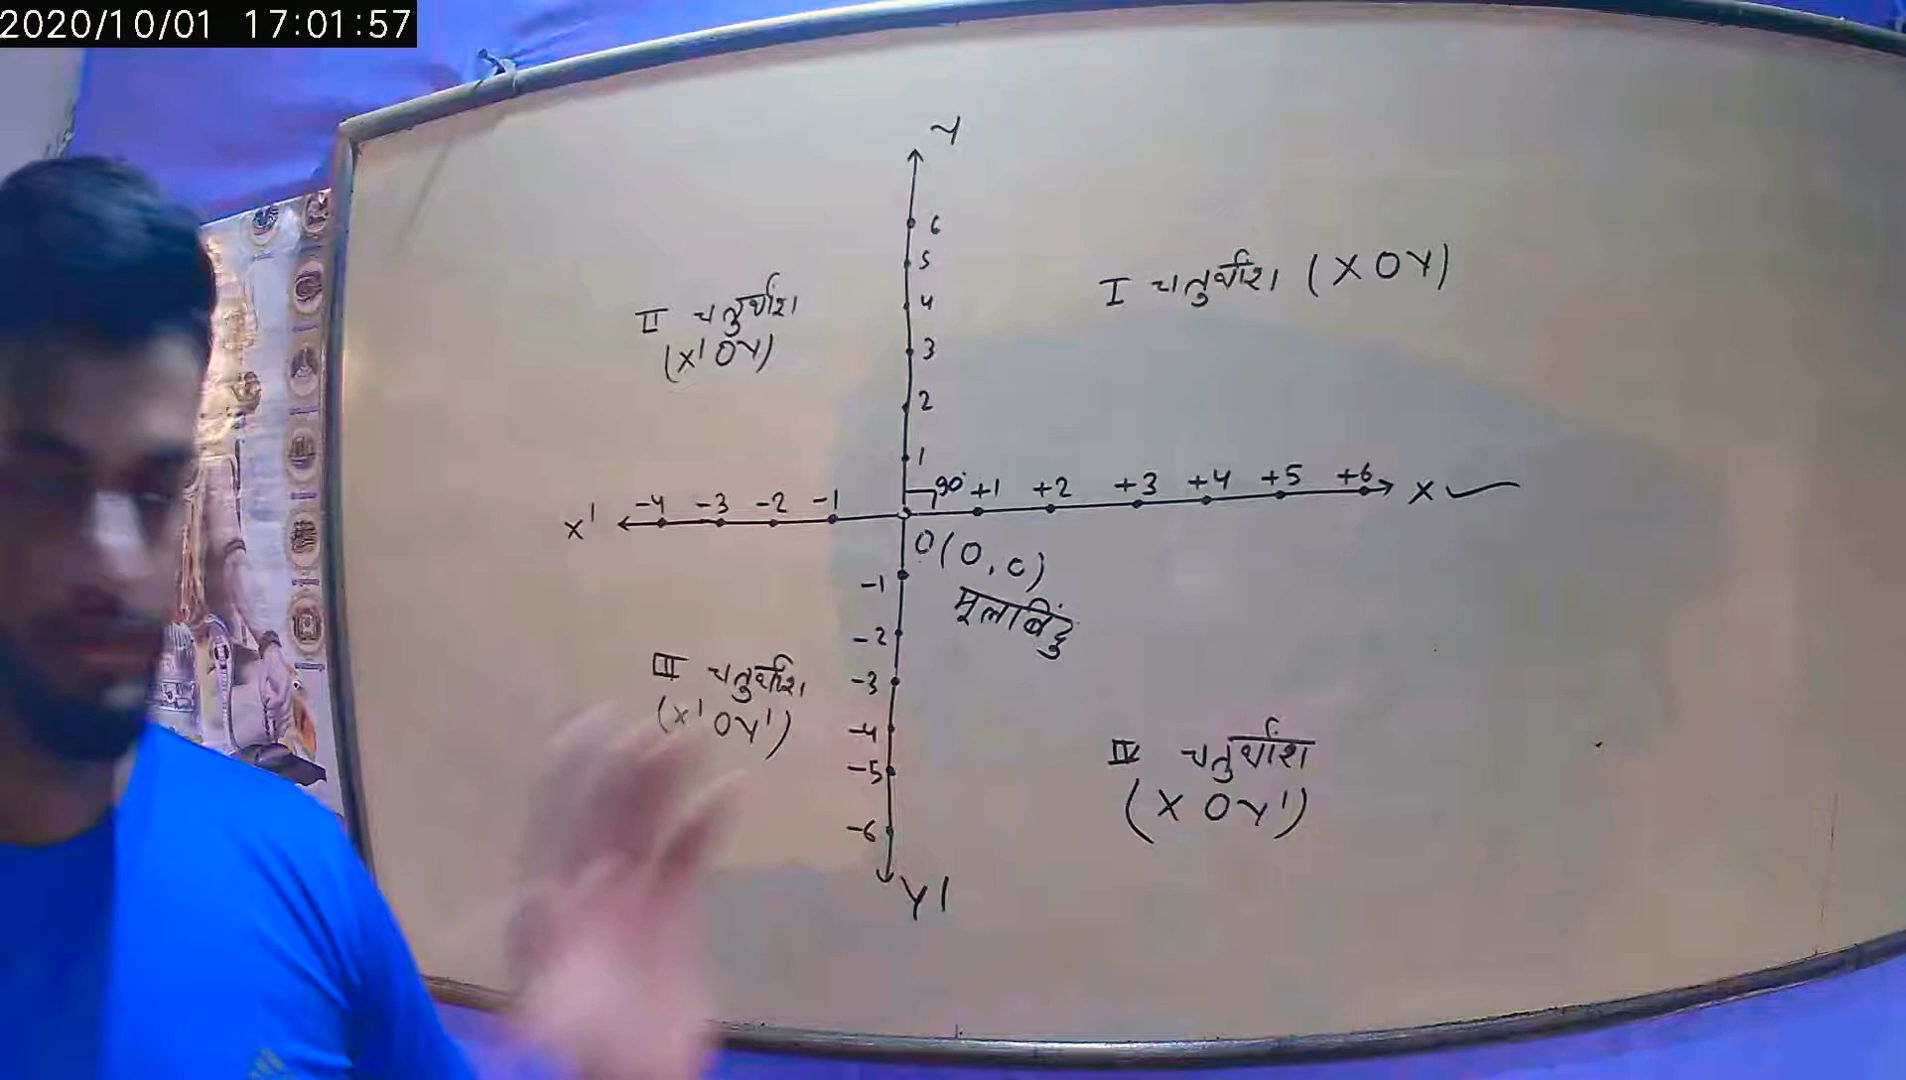 2020/10/01 17:01:57
Y
6
5
4
3
2
1
I चतुर्थांश (XOY)
II चतुर्थांश
(X'OY)
X' -4 -3 -2 -1 90° +1 +2 +3 +4 +5 +6 X
O(0,0)
मूलबिंदु
-1
-2
-3
-4
-5
-6
III चतुर्थांश
(X'OY')
IV चतुर्थांश
(XOY')
Y'